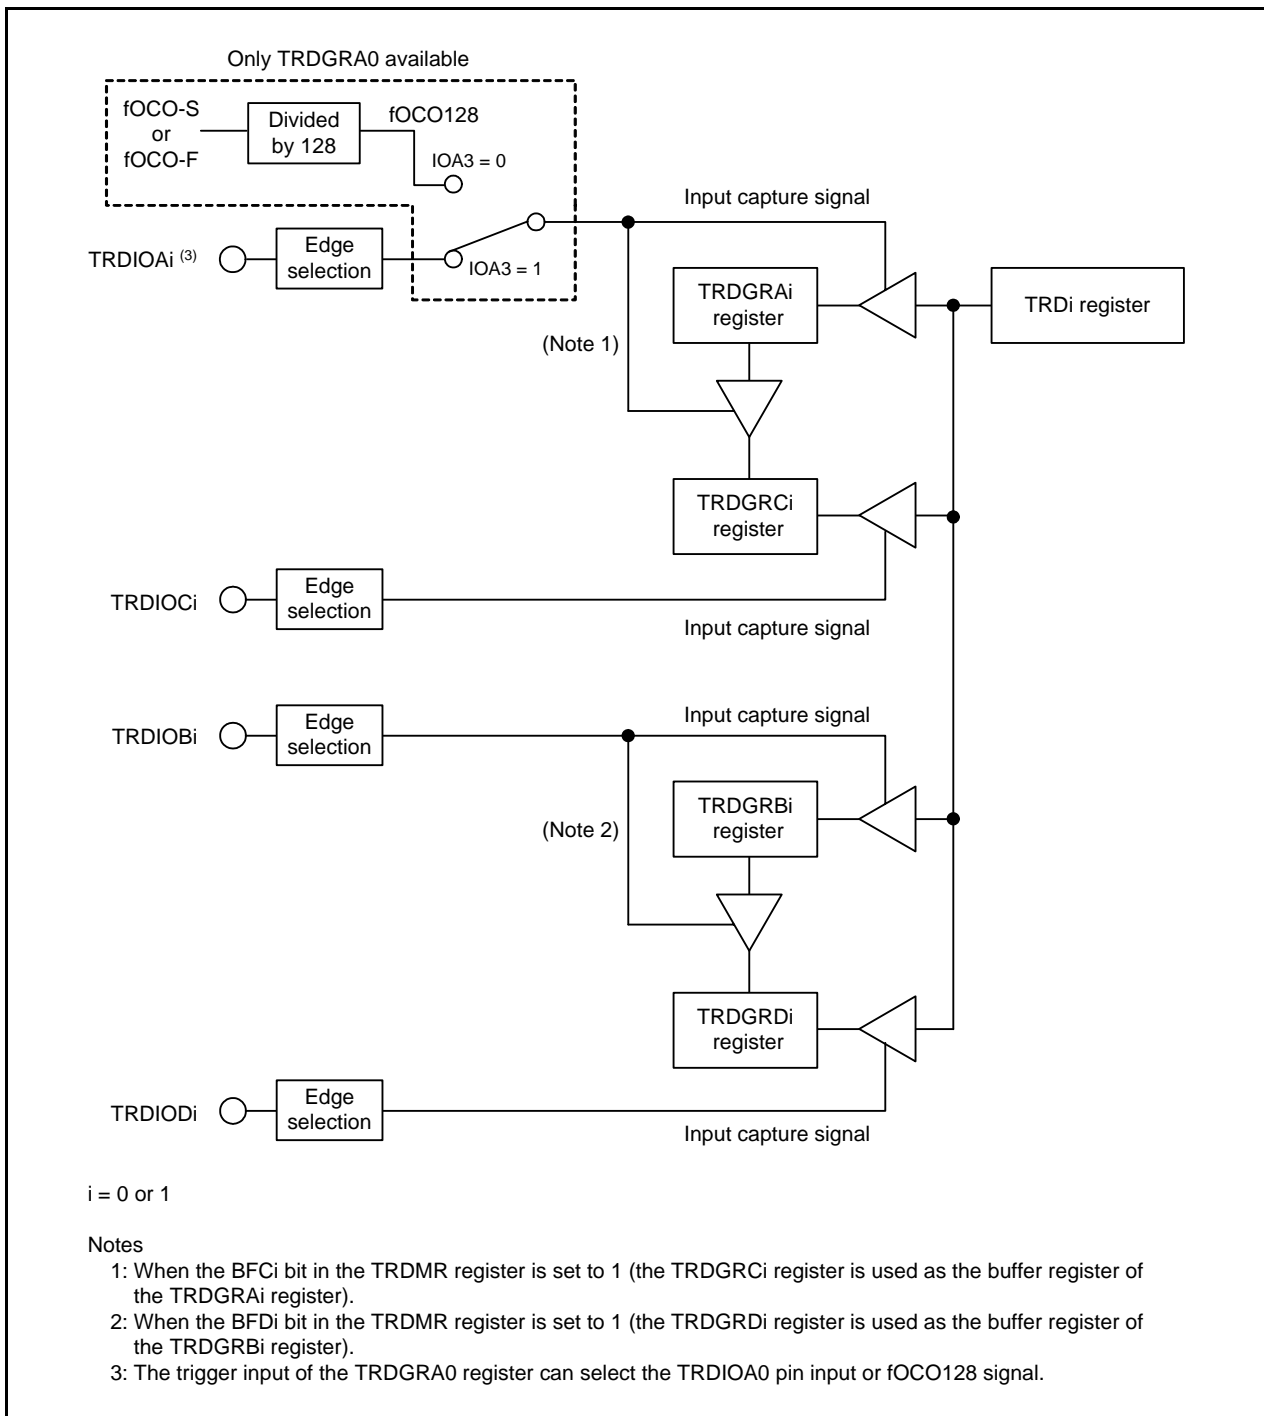 Only TRDGRA0 available
fOCO-S
or
fOCO-F
Divided
by 128
fOCO128
IOA3 = 0
Input capture signal
TRDIOAi (3)
Edge
selection
IOA3 = 1
TRDGRAi
register
TRDi register
(Note 1)
TRDGRCi
register
TRDIOCi
Edge
selection
Input capture signal
TRDIOBi
Edge
selection
Input capture signal
TRDGRBi
register
(Note 2)
TRDGRDi
register
TRDIODi
Edge
selection
Input capture signal
i = 0 or 1
Notes
1: When the BFCi bit in the TRDMR register is set to 1 (the TRDGRCi register is used as the buffer register of
the TRDGRAi register).
2: When the BFDi bit in the TRDMR register is set to 1 (the TRDGRDi register is used as the buffer register of
the TRDGRBi register).
3: The trigger input of the TRDGRA0 register can select the TRDIOA0 pin input or fOCO128 signal.